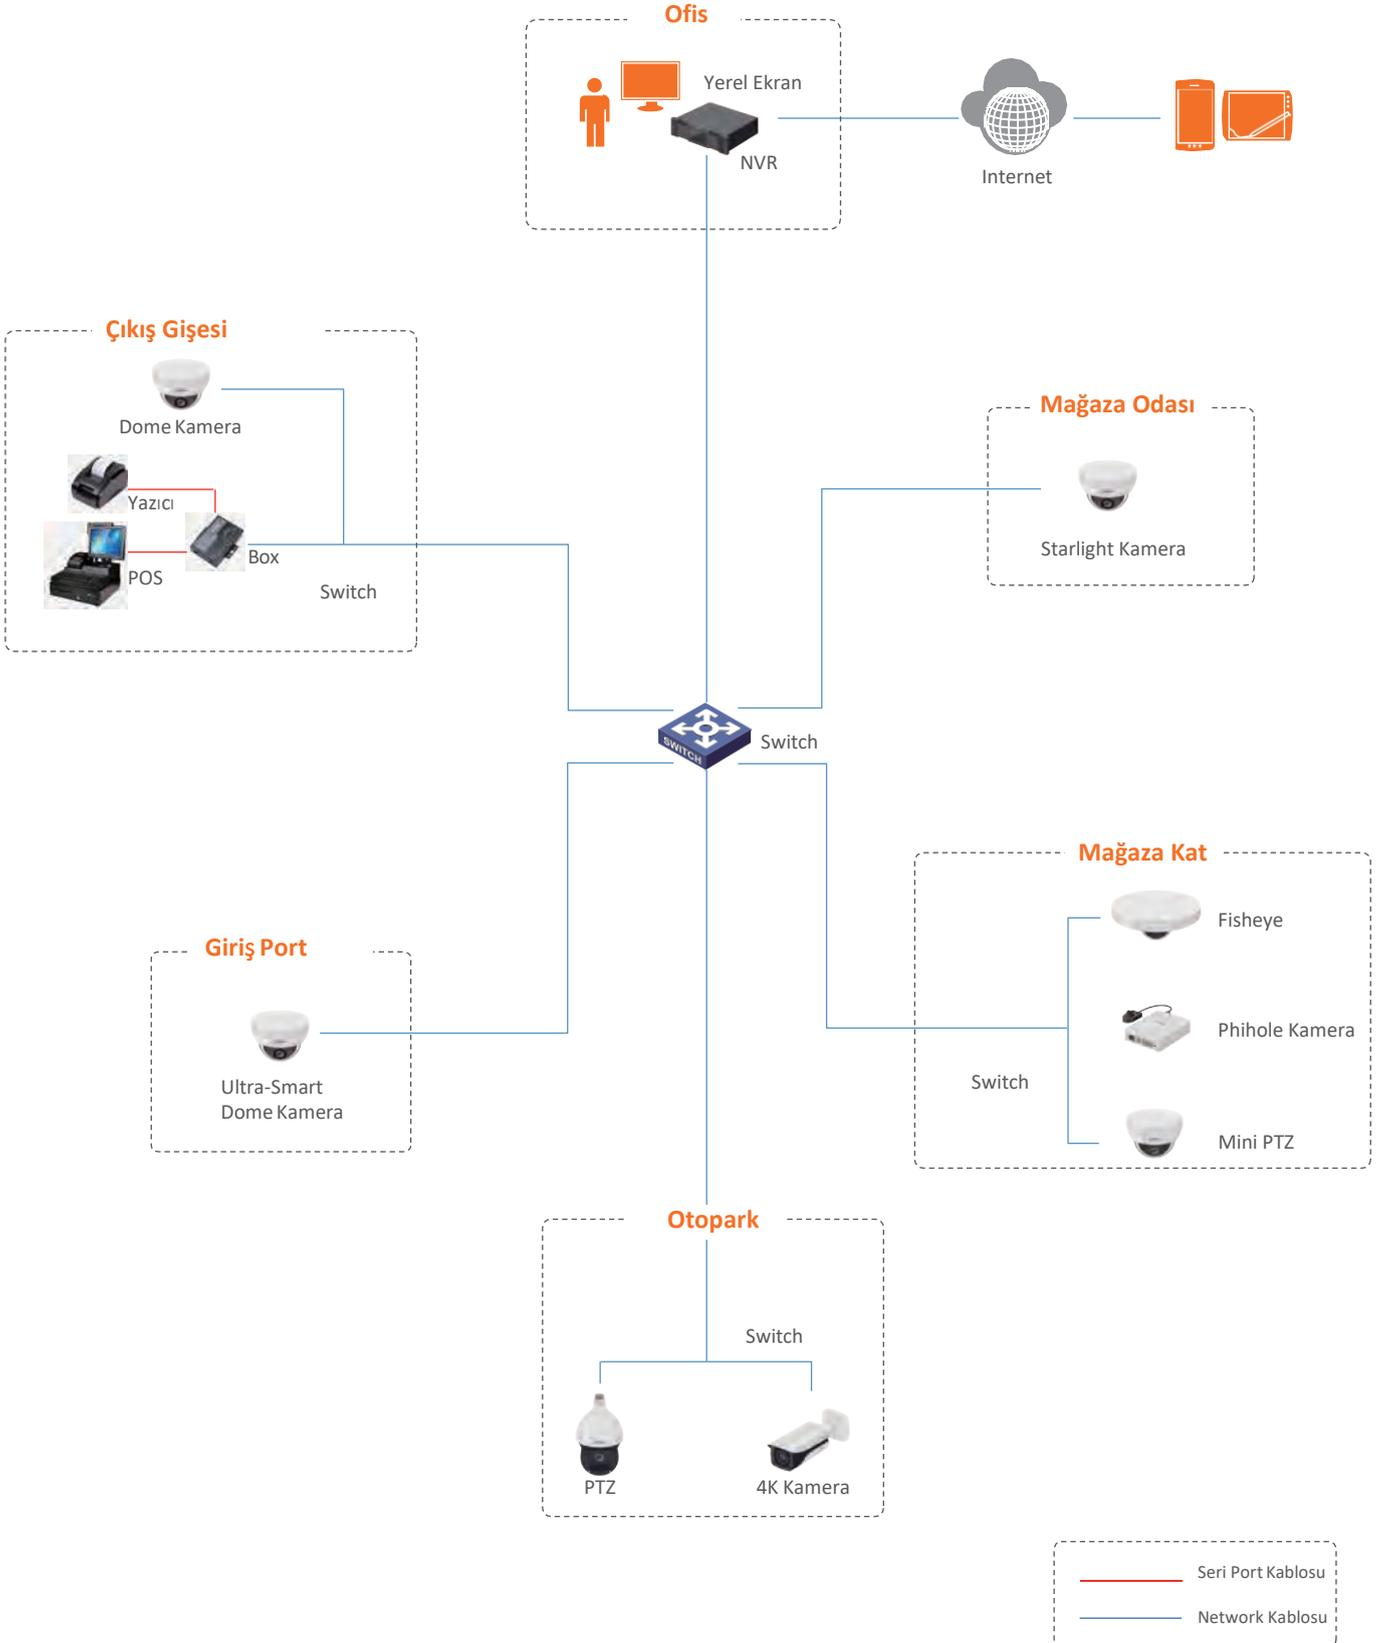 Ofis
Yerel Ekran
NVR
Internet
Çıkış Gişesi
Dome Kamera
Yazıcı
Box
POS
Switch
Mağaza Odası
Starlight Kamera
SWITCH
Switch
Mağaza Kat
Fisheye
Phihole Kamera
Switch
Mini PTZ
Giriş Port
Ultra-Smart
Dome Kamera
Otopark
Switch
PTZ
4K Kamera
Seri Port Kablosu
Network Kablosu